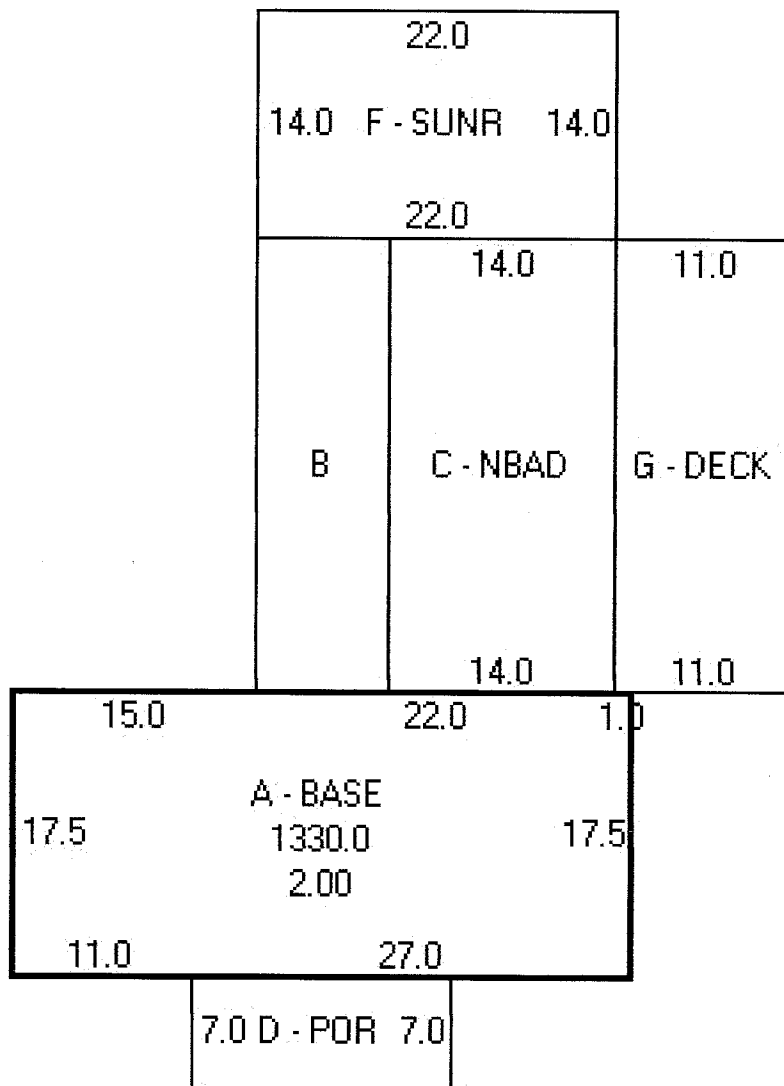 22.0
14.0 F - SUNR 14.0
22.0
14.0 11.0
B C - NBAD G - DECK
14.0 11.0
15.0 22.0 1.0
A - BASE
17.5 1330.0 17.5
2.00
11.0 27.0
7.0 D - POR 7.0